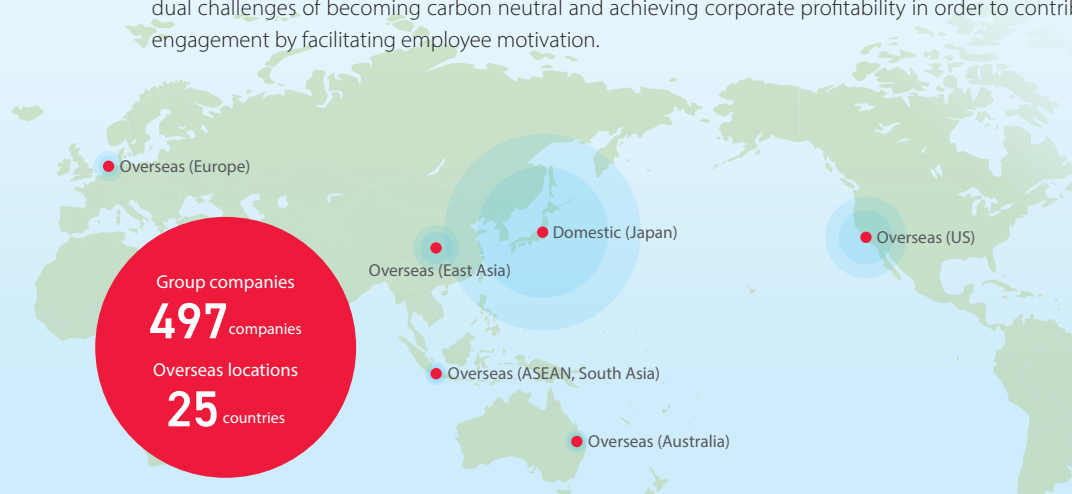 dual challenges of becoming carbon neutral and achieving corporate profitability in order to
engagement by facilitating employee motivation.
Overseas (Europe)
Domestic (Japan)
Overseas (US)
Overseas (East Asia)
Group companies
497 companies
Overseas locations
25 countries
Overseas (ASEAN, South Asia)
Overseas (Australia)